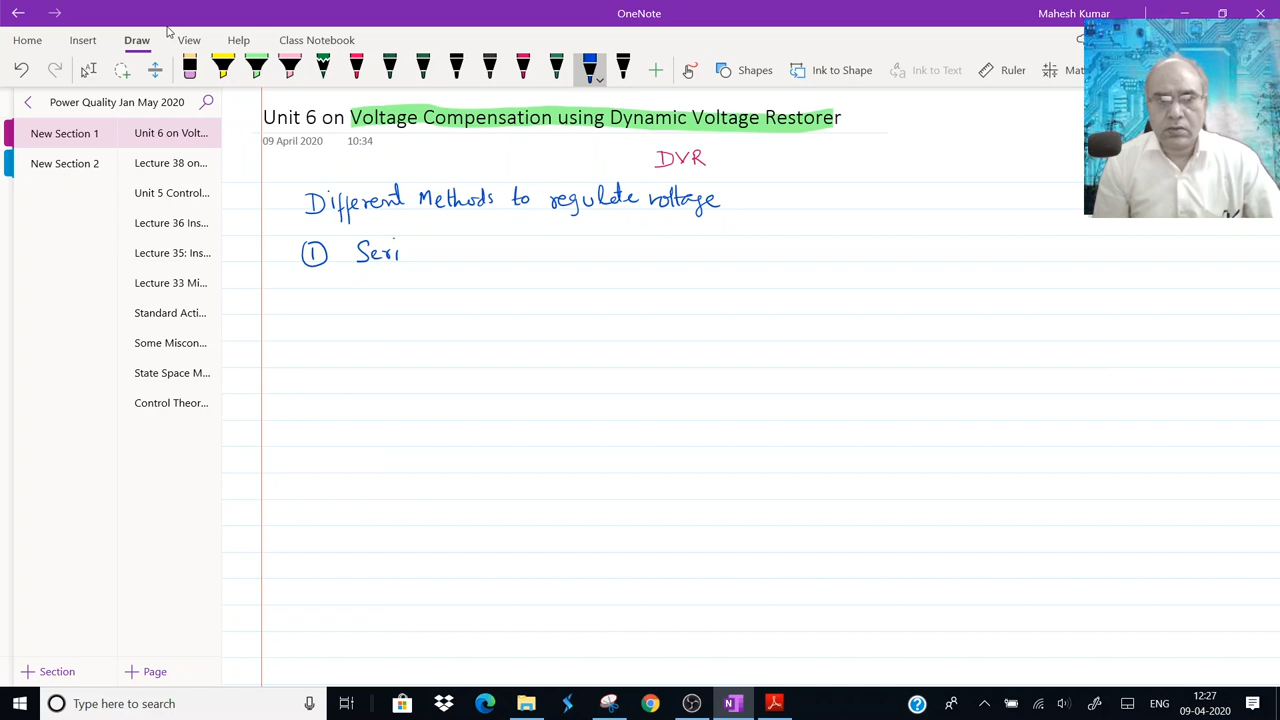 OneNote
Mahesh Kumar
Home Insert Draw View Help Class Notebook
Shapes Ink to Shape Ink to Text Ruler
Power Quality Jan May 2020
New Section 1
New Section 2
Unit 6 on Volt...
Lecture 38 on...
Unit 5 Control...
Lecture 36 Ins...
Lecture 35: Ins...
Lecture 33 Mi...
Standard Acti...
Some Miscon...
State Space M...
Control Theor...
Unit 6 on Voltage Compensation using Dynamic Voltage Restorer
09 April 2020 10:34
DVR
Different Methods to regulate voltage
① Seri
+ Section + Page
Type here to search
ENG
12:27
09-04-2020